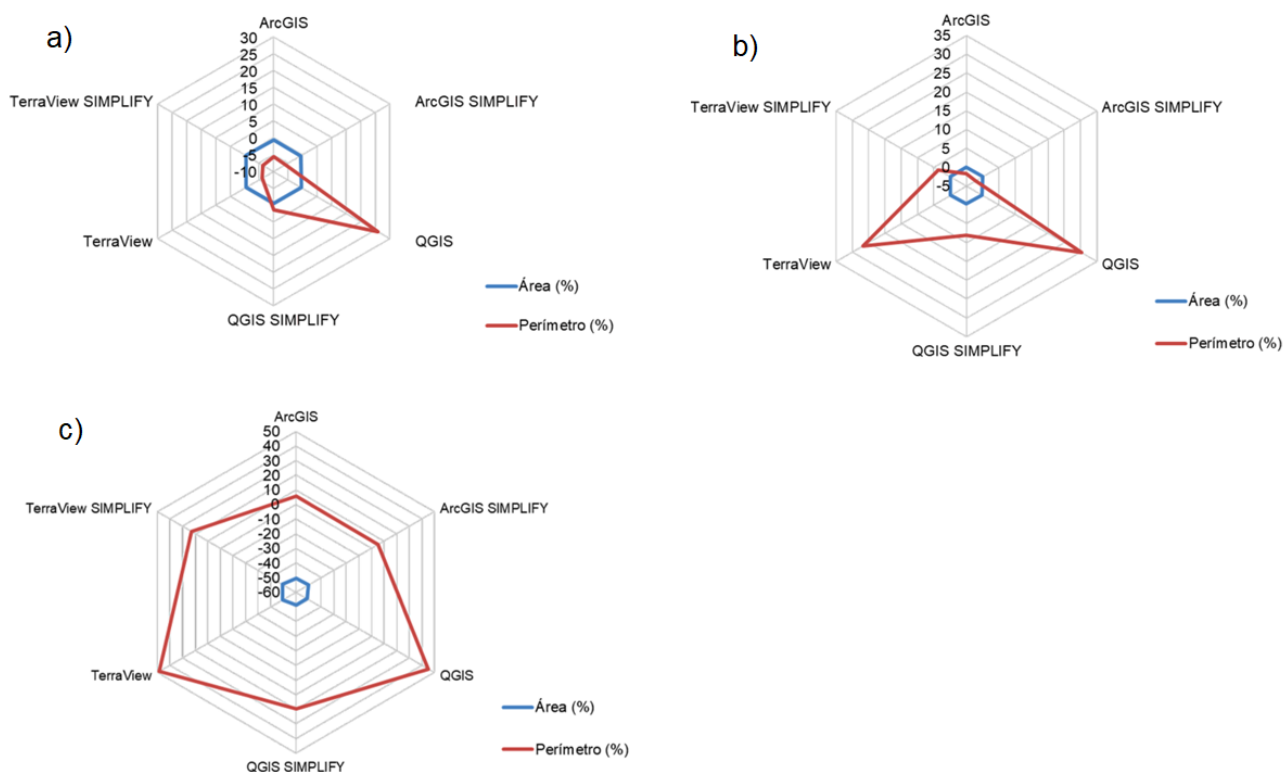 a)
ArcGIS
30
25
20
15
10
5
0
-5
-10
TerraView SIMPLIFY
ArcGIS SIMPLIFY
TerraView
QGIS
QGIS SIMPLIFY
Área (%)
Perímetro (%)
b)
ArcGIS
35
30
25
20
15
10
5
0
-5
TerraView SIMPLIFY
ArcGIS SIMPLIFY
TerraView
QGIS
QGIS SIMPLIFY
Área (%)
Perímetro (%)
c)
ArcGIS
50
40
30
20
10
0
-10
-20
-30
-40
-50
-60
TerraView SIMPLIFY
ArcGIS SIMPLIFY
TerraView
QGIS
QGIS SIMPLIFY
Área (%)
Perímetro (%)